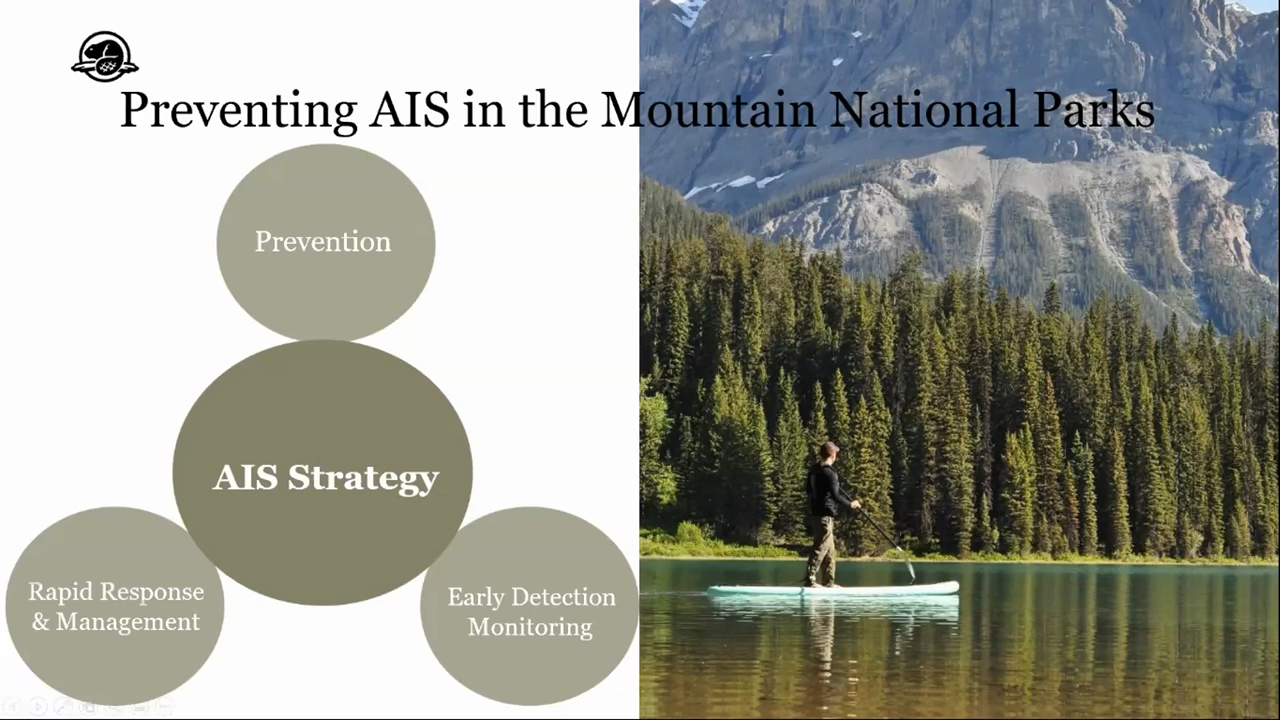 Preventing AIS in the Mountain National Parks
Prevention
AIS Strategy
Rapid Response
& Management
Early Detection
Monitoring